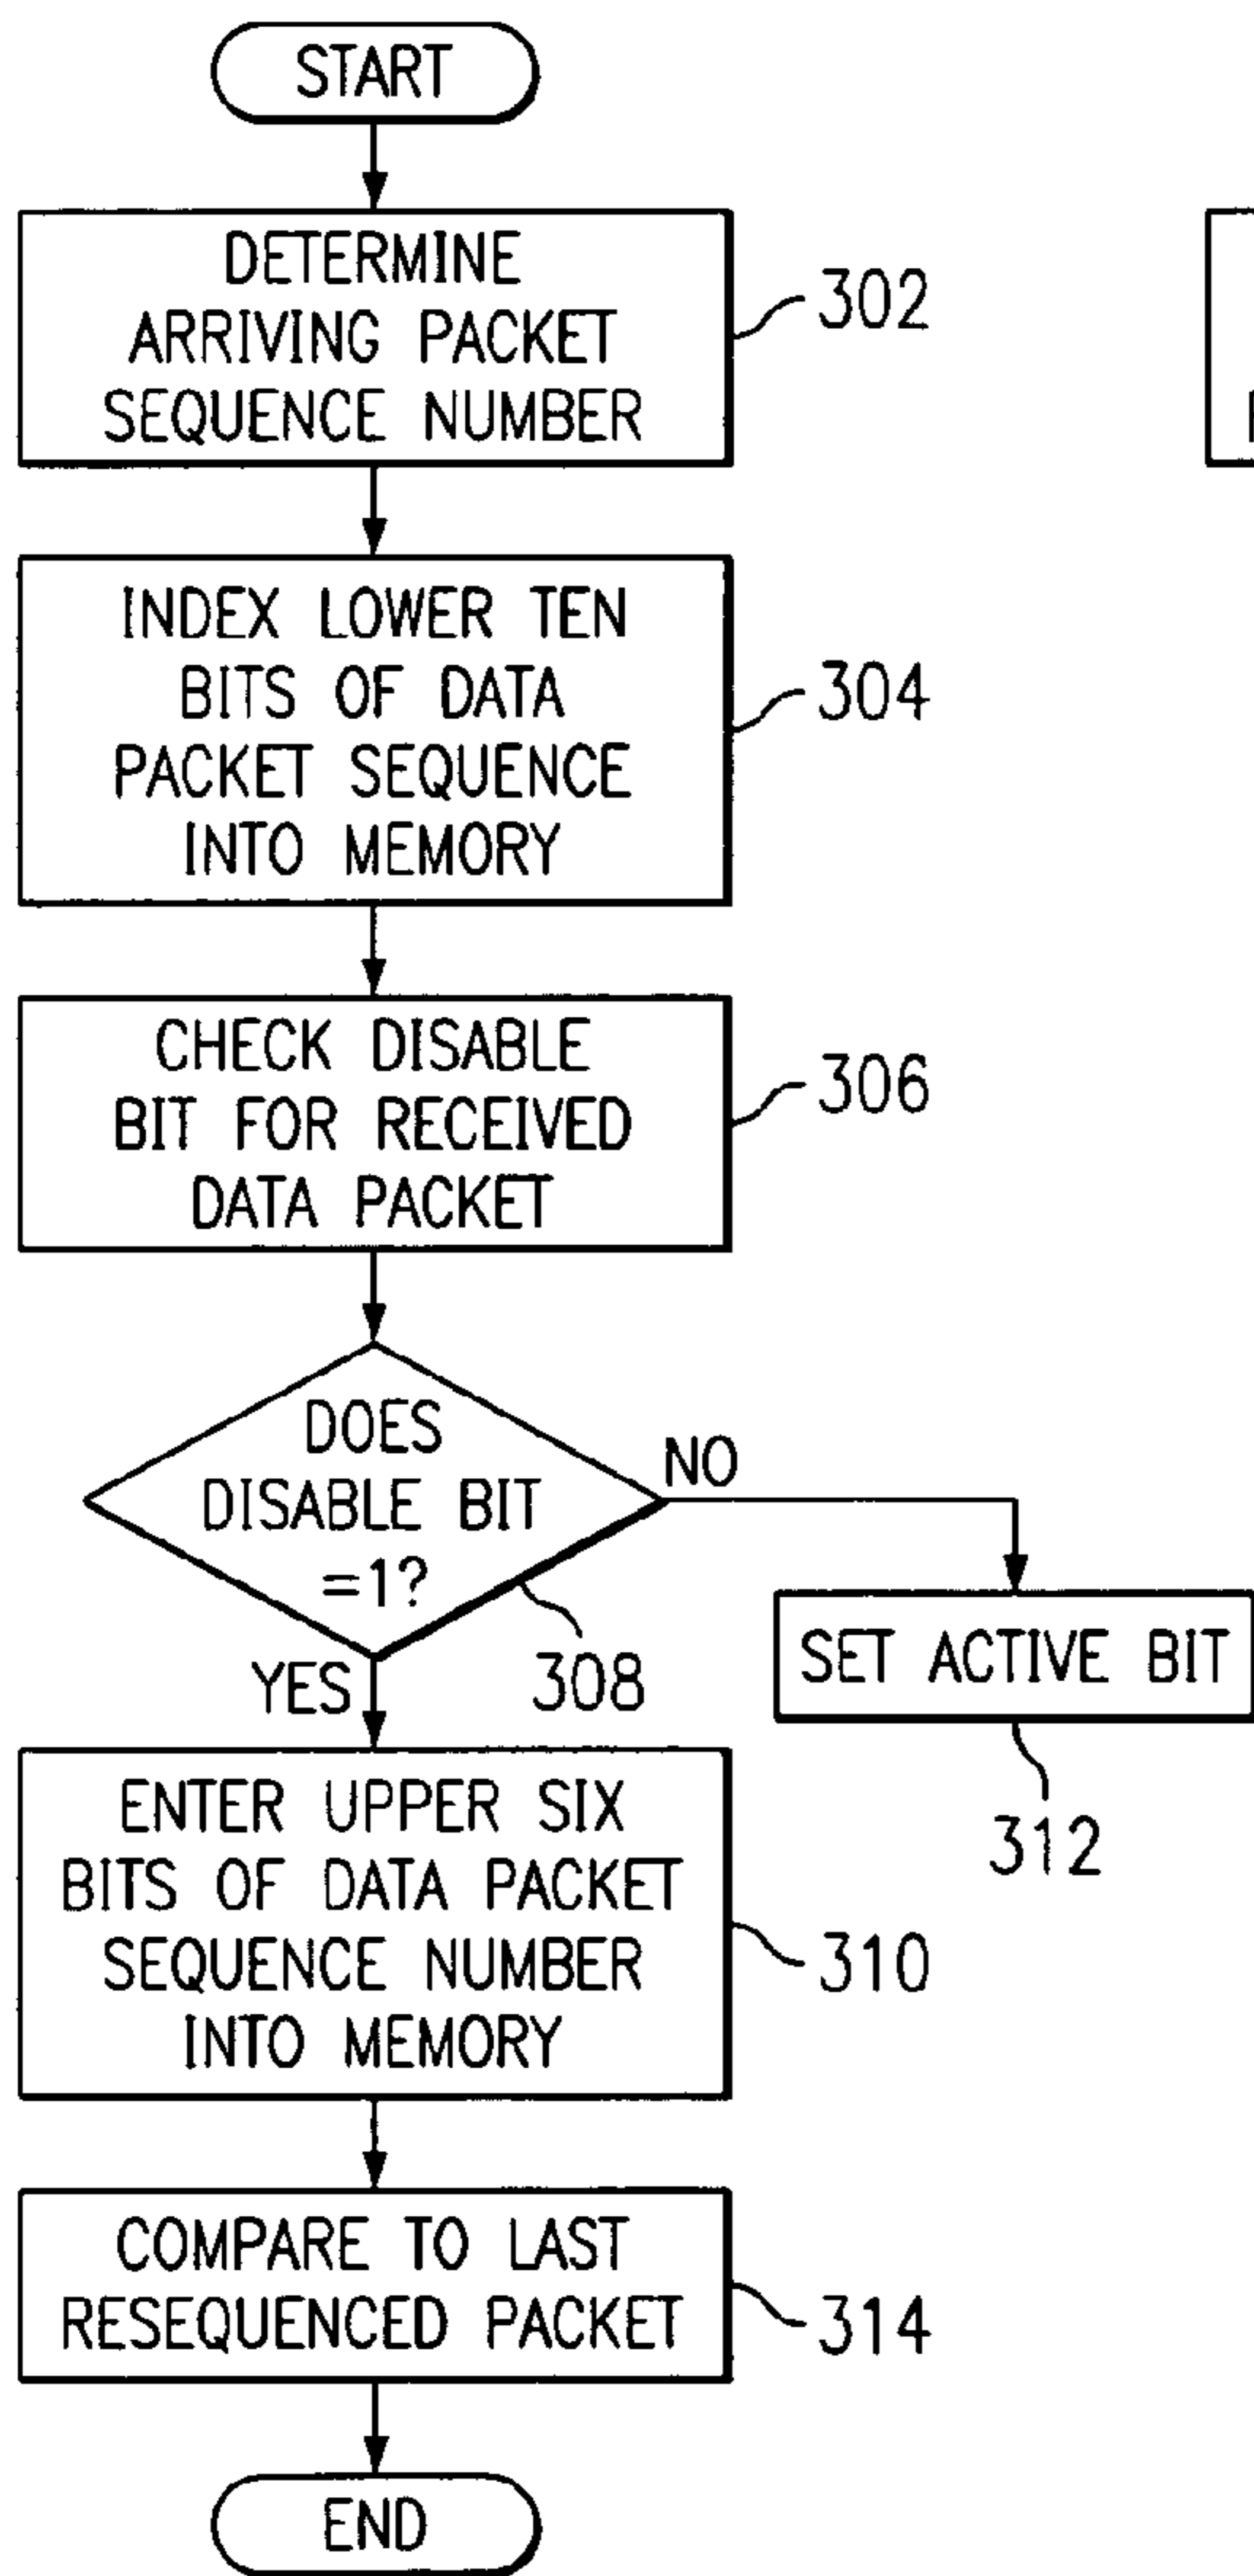 START
DETERMINE
ARRIVING PACKET
SEQUENCE NUMBER
302
INDEX LOWER TEN
BITS OF DATA
PACKET SEQUENCE
INTO MEMORY
304
CHECK DISABLE
BIT FOR RECEIVED
DATA PACKET
306
DOES
DISABLE BIT
=1?
NO
YES
308
SET ACTIVE BIT
312
ENTER UPPER SIX
BITS OF DATA PACKET
SEQUENCE NUMBER
INTO MEMORY
310
COMPARE TO LAST
RESEQUENCED PACKET
314
END